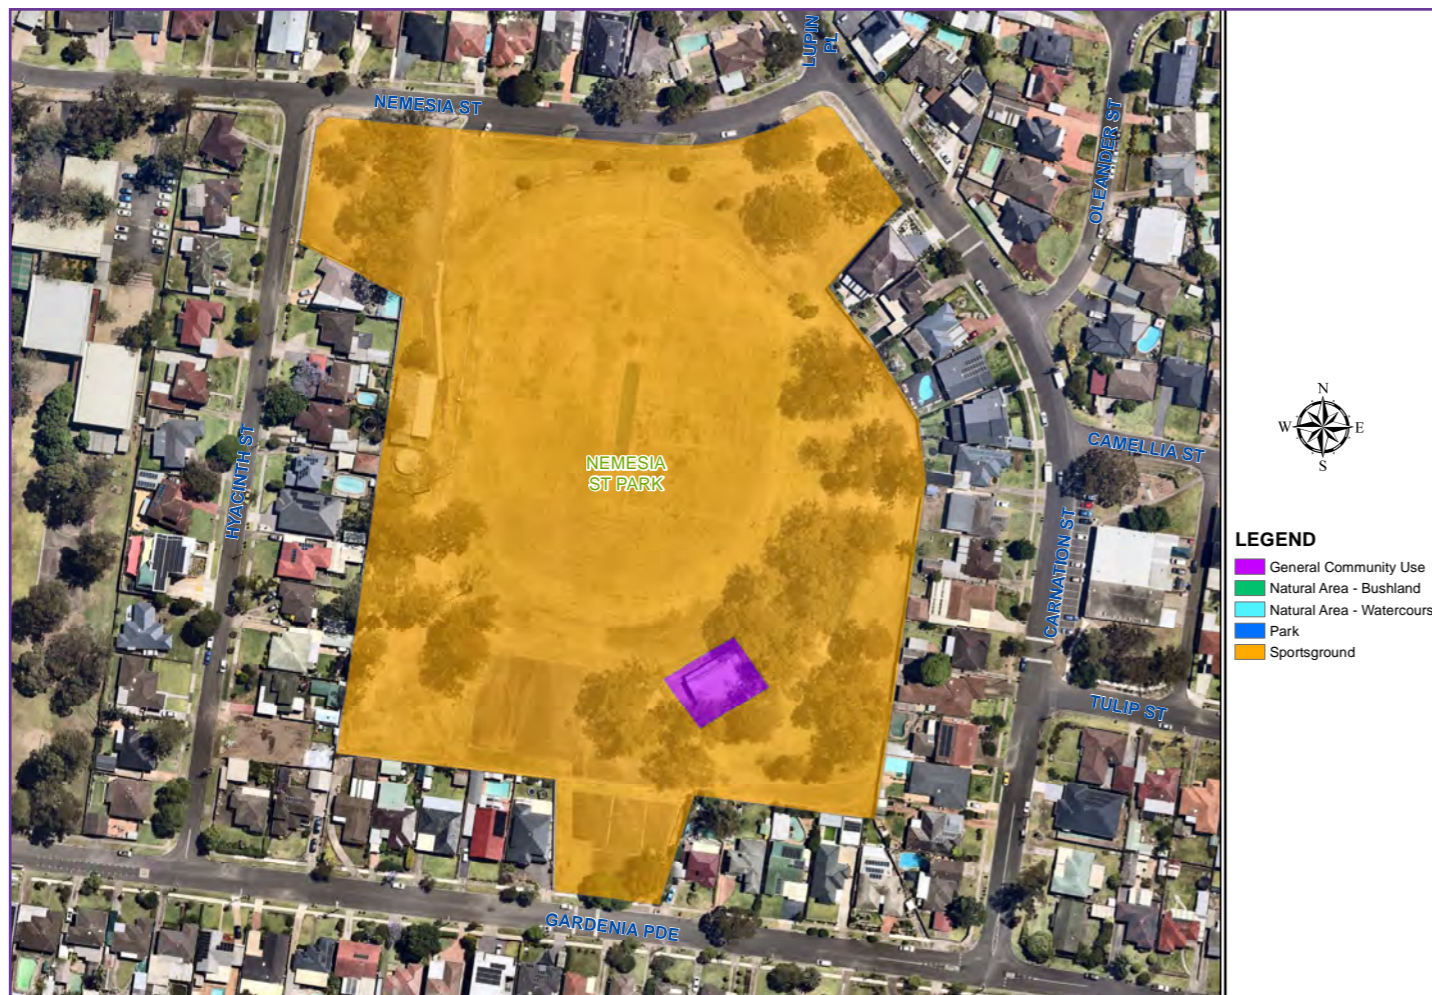 LUPIN
PL
NEMESIA ST
OLEANDER ST
N
W
E
S
CAMELLIA ST
HYACINTH ST
NEMESIA
ST PARK
CARNATION ST
LEGEND
General Community Use
Natural Area - Bushland
Natural Area - Watercours
Park
Sportsground
TULIP ST
GARDENIA PDE